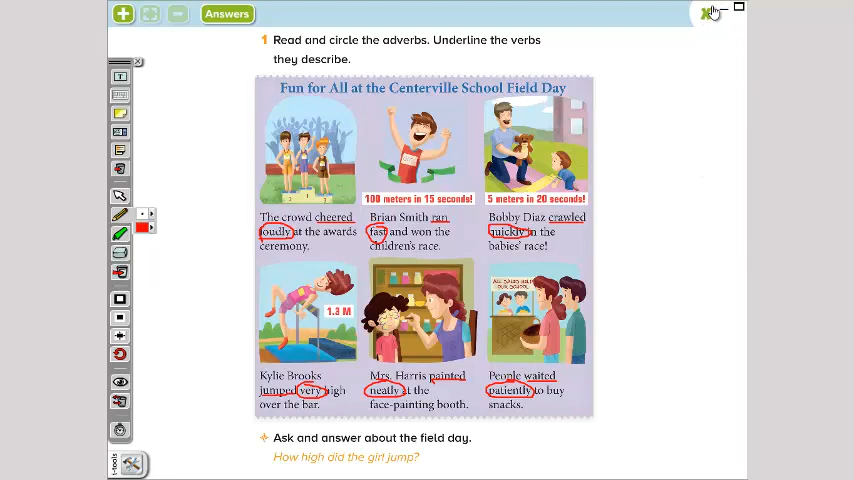 Answers
1 Read and circle the adverbs. Underline the verbs
they describe.
Fun for All at the Centerville School Field Day
100 meters in 15 seconds!
5 meters in 20 seconds!
The crowd cheered
loudly at the awards
ceremony.
Brian Smith ran
fast and won the
children's race.
Bobby Diaz crawled
quickly in the
babies' race!
1.3 M
OUR SCHOOL
Kylie Brooks
jumped very high
over the bar.
Mrs. Harris painted
neatly at the
face-painting booth.
People waited
patiently to buy
snacks.
Ask and answer about the field day.
How high did the girl jump?
t-tools